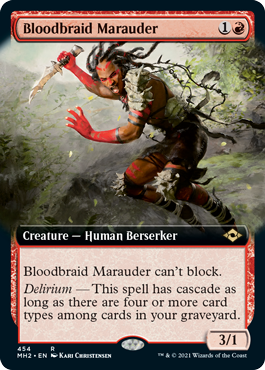 Bloodbraid Marauder 1
Creature — Human Berserker
Bloodbraid Marauder can't block.
Delirium — This spell has cascade as
long as there are four or more card
types among cards in your graveyard.
3/1
454 R
MH2 • EN Kari Christensen
™ & © 2021 Wizards of the Coast